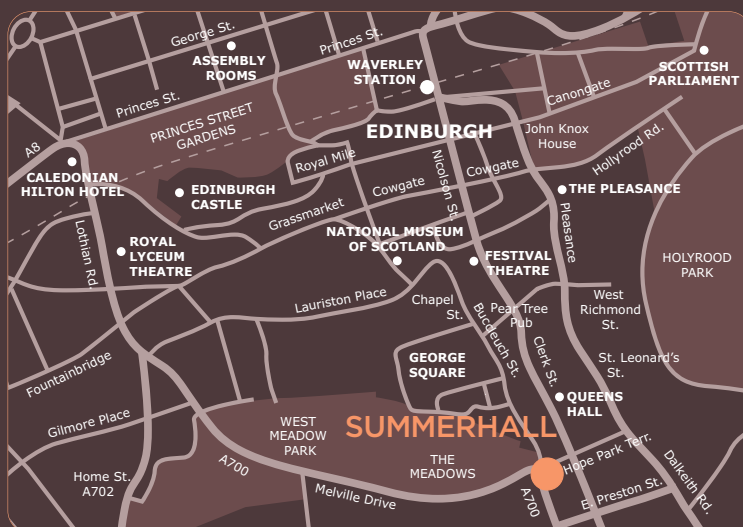 George St.
Princes St.
ASSEMBLY
ROOMS
WAVERLEY
STATION
SCOTTISH
PARLIAMENT
Princes St.
Canongate
PRINCES STREET
GARDENS
EDINBURGH
John Knox
House
Hollyrood Rd.
A8
Royal Mile
CALEDONIAN
HILTON HOTEL
EDINBURGH
CASTLE
Cowgate
Nicolson St.
Cowgate
THE PLEASANCE
Grassmarket
Pleasance
NATIONAL MUSEUM
OF SCOTLAND
Lothian Rd.
ROYAL
LYCEUM
THEATRE
FESTIVAL
THEATRE
HOLYROOD
PARK
Lauriston Place
Chapel
St.
Pear Tree
Pub
West
Richmond
St.
Bucdeuch St.
Clerk St.
Fountainbridge
GEORGE
SQUARE
St. Leonard's
St.
QUEENS
HALL
Gilmore Place
WEST
MEADOW
PARK
SUMMERHALL
THE
MEADOWS
Home St.
A702
A700
Melville Drive
A700
Hope Park Terr.
E. Preston St.
Dalkeith Rd.